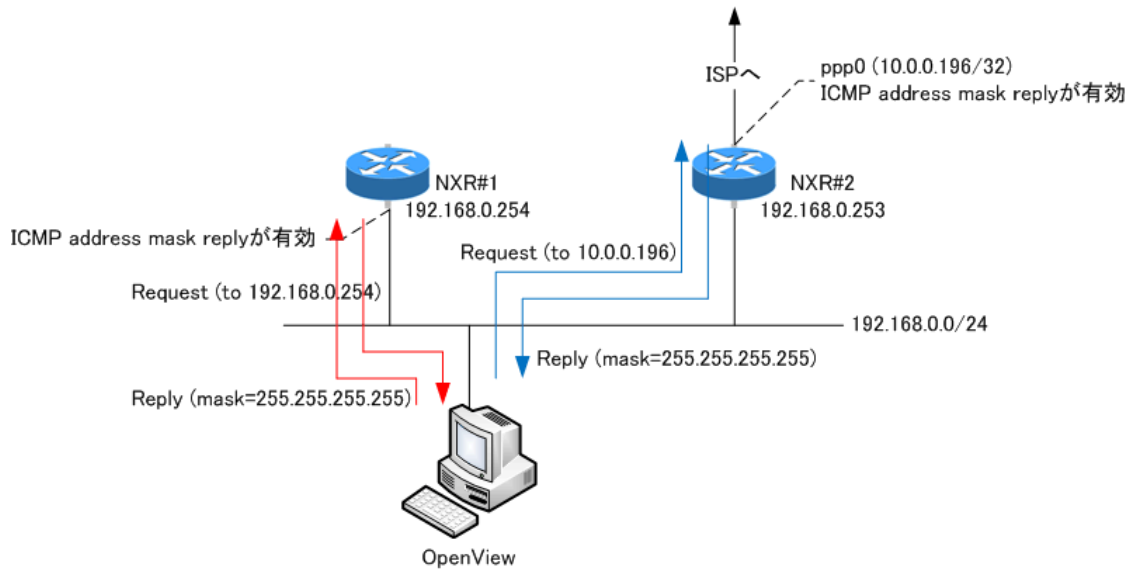 ISPへ
ppp0 (10.0.0.196/32)
ICMP address mask replyが有効
NXR#1
192.168.0.254
NXR#2
192.168.0.253
ICMP address mask replyが有効
Request (to 10.0.0.196)
Request (to 192.168.0.254)
192.168.0.0/24
Reply (mask=255.255.255.255)
Reply (mask=255.255.255.255)
OpenView